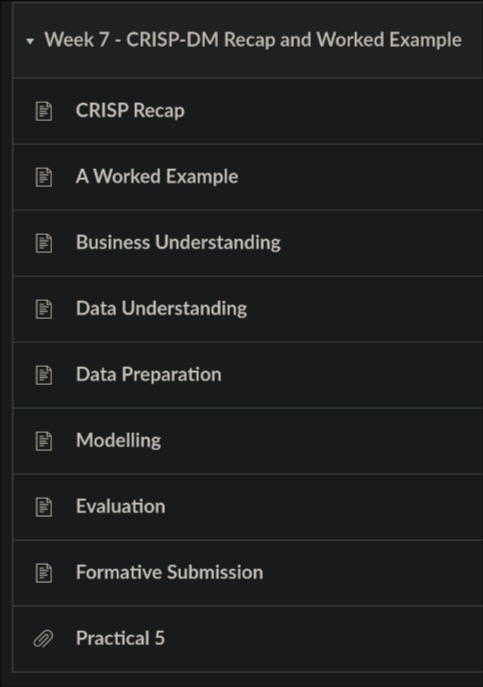 Week 7 - CRISP-DM Recap and Worked Example
CRISP Recap
A Worked Example
Business Understanding
Data Understanding
Data Preparation
Modelling
Evaluation
Formative Submission
Practical 5